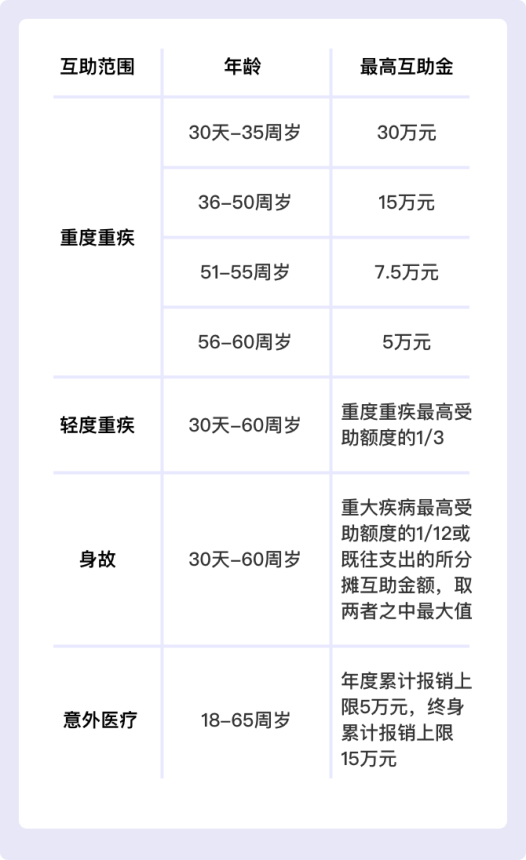 互助范围 年龄 最高互助金
重度重疾
30天–35周岁 30万元
36–50周岁 15万元
51–55周岁 7.5万元
56–60周岁 5万元
轻度重疾 30天–60周岁
重度重疾最高受
助额度的1/3
身故 30天–60周岁
重大疾病最高受
助额度的1/12或
既往支出的所分
摊互助金额，取
两者之中最大值
意外医疗 18–65周岁
年度累计报销上
限5万元，终身
累计报销上限
15万元